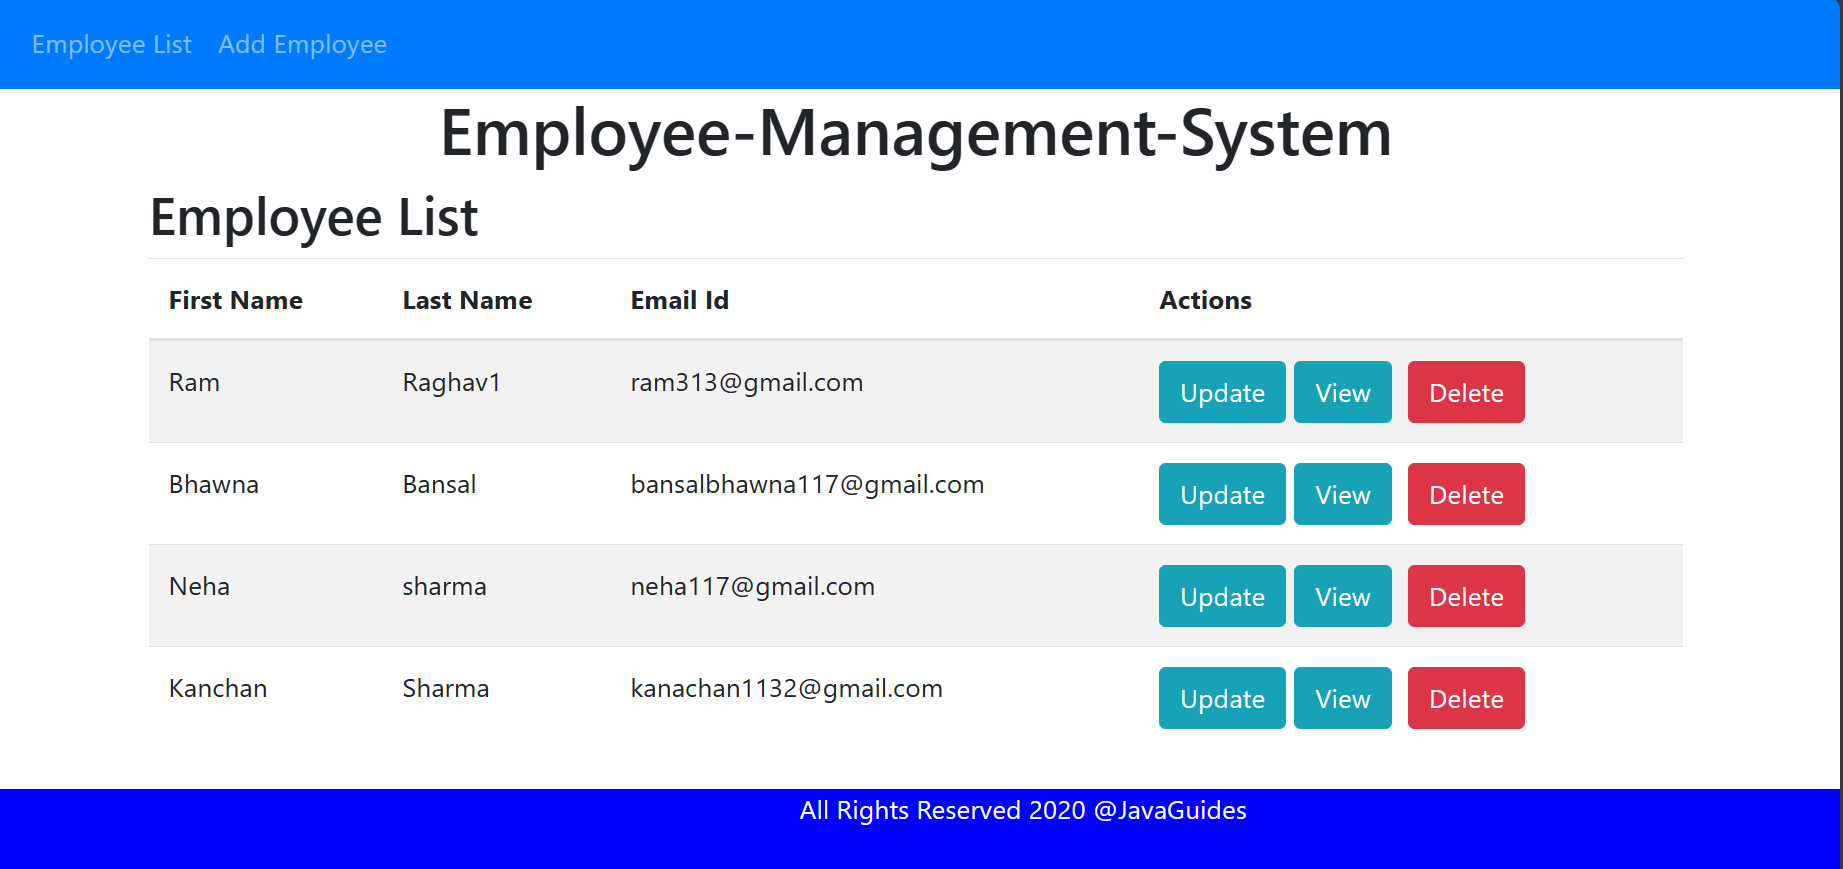 Employee List Add Employee
Employee-Management-System
Employee List
First Name Last Name Email Id Actions
Ram Raghav1 ram313@gmail.com Update View Delete
Bhawna Bansal bansalbhawna117@gmail.com Update View Delete
Neha sharma neha117@gmail.com Update View Delete
Kanchan Sharma kanachan1132@gmail.com Update View Delete
All Rights Reserved 2020 @JavaGuides